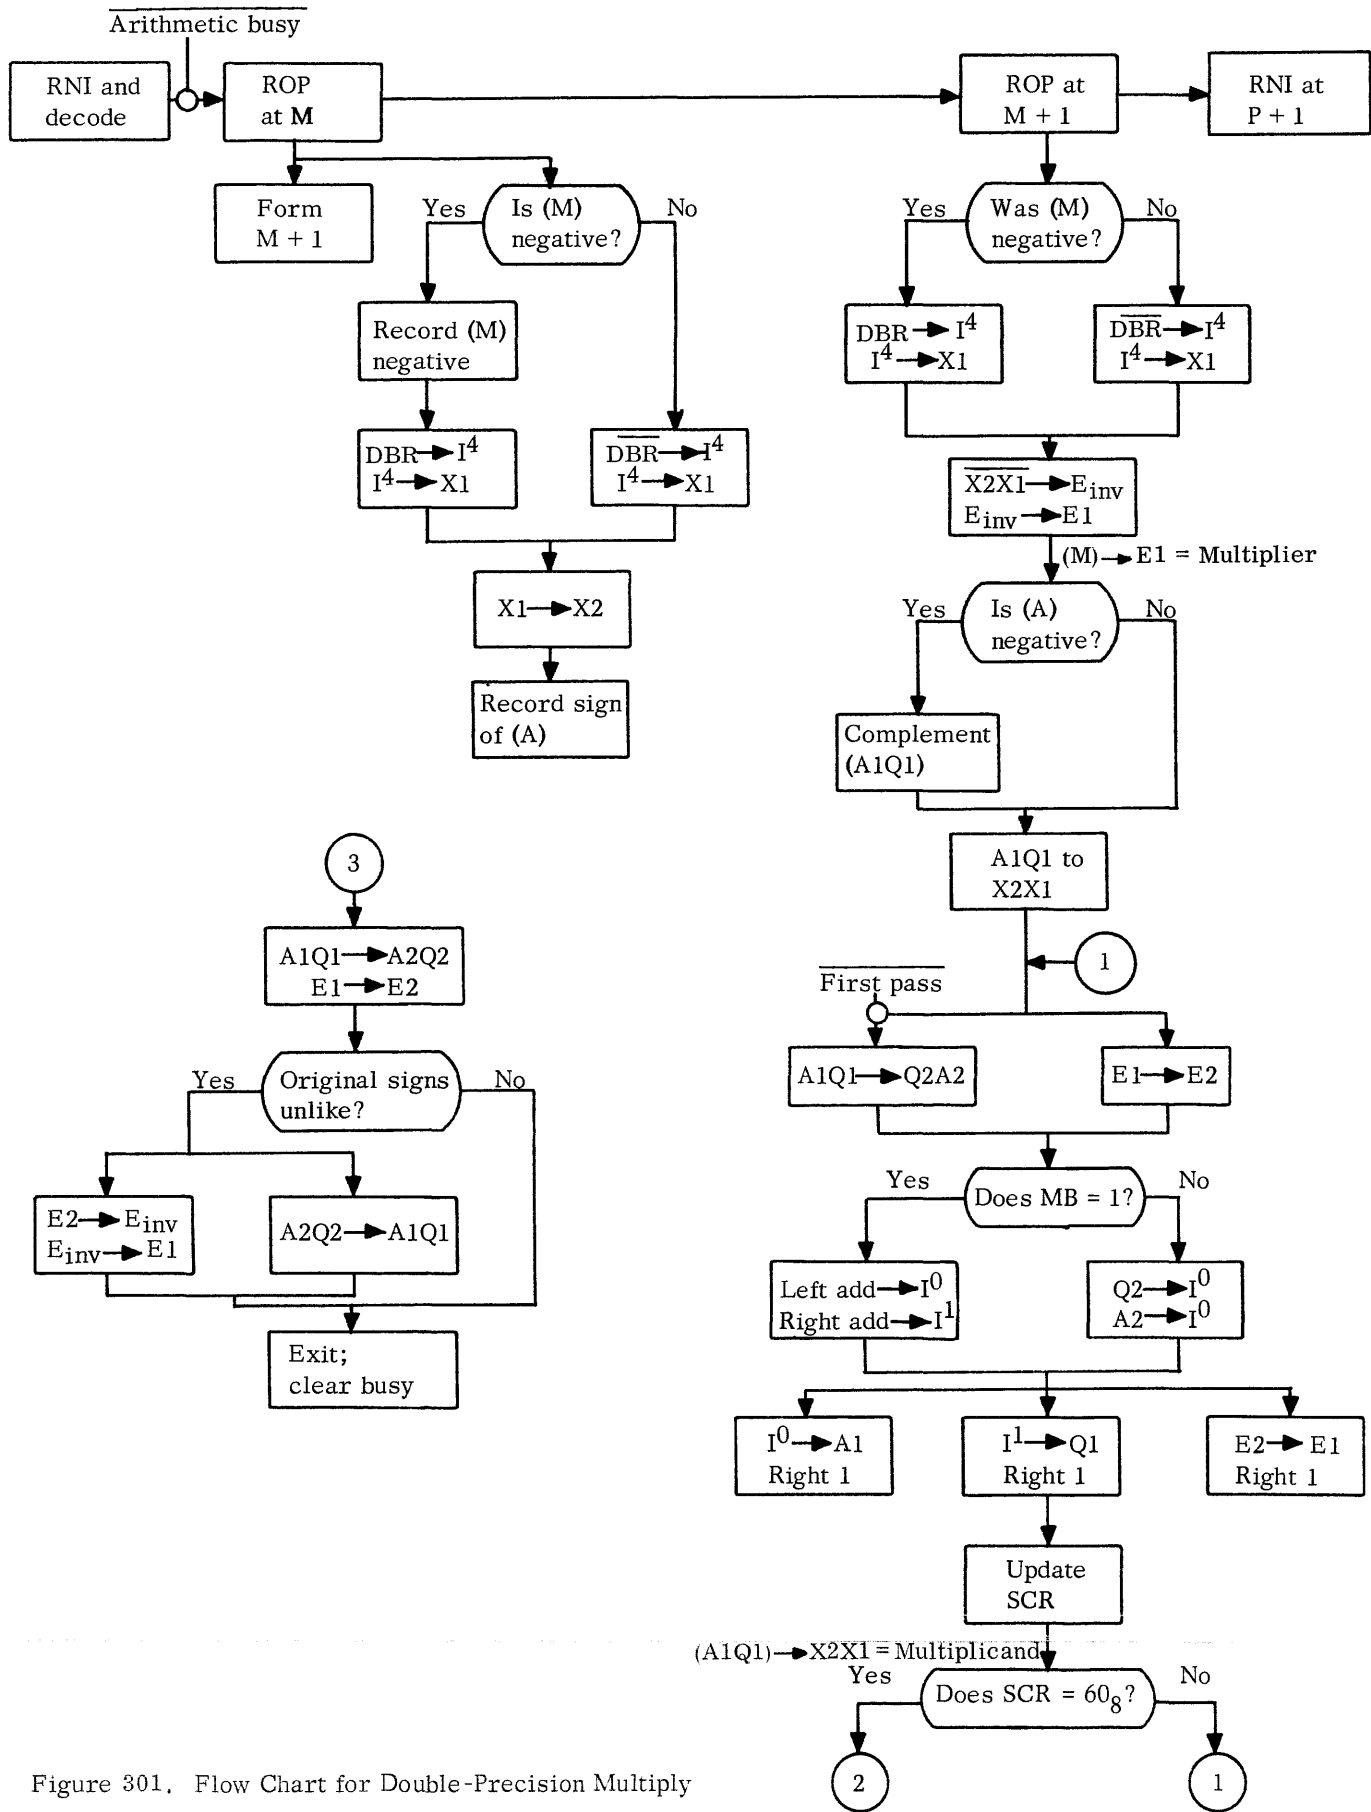 Arithmetic busy
RNI and
decode
ROP
at M
ROP at
M + 1
RNI at
P + 1
Form
M + 1
Yes
Is (M)
negative?
No
Record (M)
negative
DBR → I⁴
I⁴ → X1
D̅B̅R̅ → I⁴
I⁴ → X1
X1 → X2
Record sign
of (A)
Yes
Was (M)
negative?
No
DBR → I⁴
I⁴ → X1
D̅B̅R̅ → I⁴
I⁴ → X1
X̅2̅X̅1̅ → Einv
Einv → E1
(M) → E1 = Multiplier
Yes
Is (A)
negative?
No
Complement
(A1Q1)
A1Q1 to
X2X1
1
First pass
A1Q1 → Q2A2
E1 → E2
Yes
Does MB = 1?
No
Left add → I⁰
Right add → I¹
Q2 → I⁰
A2 → I⁰
I⁰ → A1
Right 1
I¹ → Q1
Right 1
E2 → E1
Right 1
Update
SCR
(A1Q1) → X2X1 = Multiplicand
Yes
Does SCR = 60₈?
No
2
1
3
A1Q1 → A2Q2
E1 → E2
Yes
Original signs
unlike?
No
E2 → Einv
Einv → E1
A2Q2 → A1Q1
Exit;
clear busy
Figure 301. Flow Chart for Double-Precision Multiply